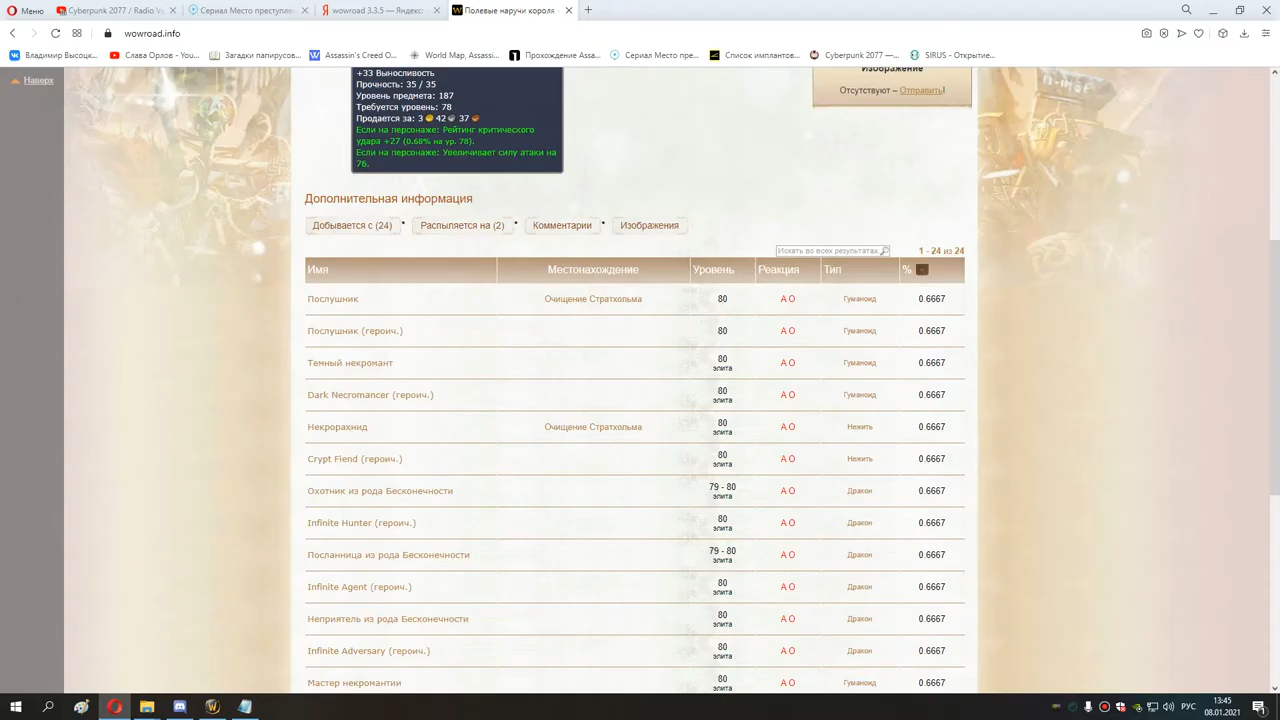 Меню
Cyberpunk 2077 / Radio Ve
Сериал Место преступлен
wowroad 3.3.5 — Яндекс:
Полевые наручи короля
wowroad.info
Владимир Высоцк...
Слава Орлоад - You...
Загадки папирусов...
Assassin's Creed O...
World Map, Assassi...
Прохождение Assa...
Сериал Место пре...
Список имплантов...
Cyberpunk 2077 —...
SIRUS - Открытие...
Наверх
+33 Выносливость
Прочность: 35 / 35
Уровень предмета: 187
Требуется уровень: 78
Продается за: 3 42 37
Если на персонаже: Рейтинг критического
удара +27 (0.68% на ур. 78).
Если на персонаже: Увеличивает силу атаки на
76.
Изображение
Отсутствуют – Отправить!
Дополнительная информация
Добывается с (24) • Распыляется на (2) • Комментарии • Изображения
Искать во всех результатах
1 - 24 из 24
Имя Местонахождение Уровень Реакция Тип %
Послушник Очищение Стратхольма 80 А О Гуманоид 0.6667
Послушник (героич.) 80 А О Гуманоид 0.6667
Темный некромант 80 элита А О Гуманоид 0.6667
Dark Necromancer (героич.) 80 элита А О Гуманоид 0.6667
Некрорахнид Очищение Стратхольма 80 элита А О Нежить 0.6667
Crypt Fiend (героич.) 80 элита А О Нежить 0.6667
Охотник из рода Бесконечности 79 - 80 элита А О Дракон 0.6667
Infinite Hunter (героич.) 80 элита А О Дракон 0.6667
Посланница из рода Бесконечности 79 - 80 элита А О Дракон 0.6667
Infinite Agent (героич.) 80 элита А О Дракон 0.6667
Неприятель из рода Бесконечности 80 элита А О Дракон 0.6667
Infinite Adversary (героич.) 80 элита А О Дракон 0.6667
Мастер некромантии 80 элита А О Гуманоид 0.6667
РУС
13:45
08.01.2021